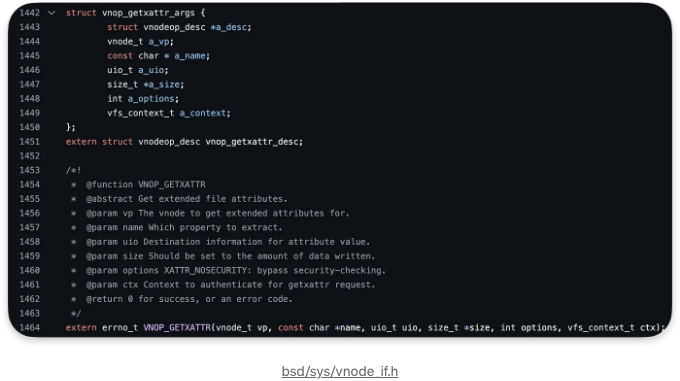 1442 struct vnop_getxattr_args {
1443 struct vnodeop_desc *a_desc;
1444 vnode_t a_vp;
1445 const char * a_name;
1446 uio_t a_uio;
1447 size_t *a_size;
1448 int a_options;
1449 vfs_context_t a_context;
1450 };
1451 extern struct vnodeop_desc vnop_getxattr_desc;
1452
1453 /*!
1454 * @function VNOP_GETXATTR
1455 * @abstract Get extended file attributes.
1456 * @param vp The vnode to get extended attributes for.
1457 * @param name Which property to extract.
1458 * @param uio Destination information for attribute value.
1459 * @param size Should be set to the amount of data written.
1460 * @param options XATTR_NOSECURITY: bypass security-checking.
1461 * @param ctx Context to authenticate for getxattr request.
1462 * @return 0 for success, or an error code.
1463 */
1464 extern errno_t VNOP_GETXATTR(vnode_t vp, const char *name, uio_t uio, size_t *size, int options, vfs_context_t ctx);
bsd/sys/vnode_if.h